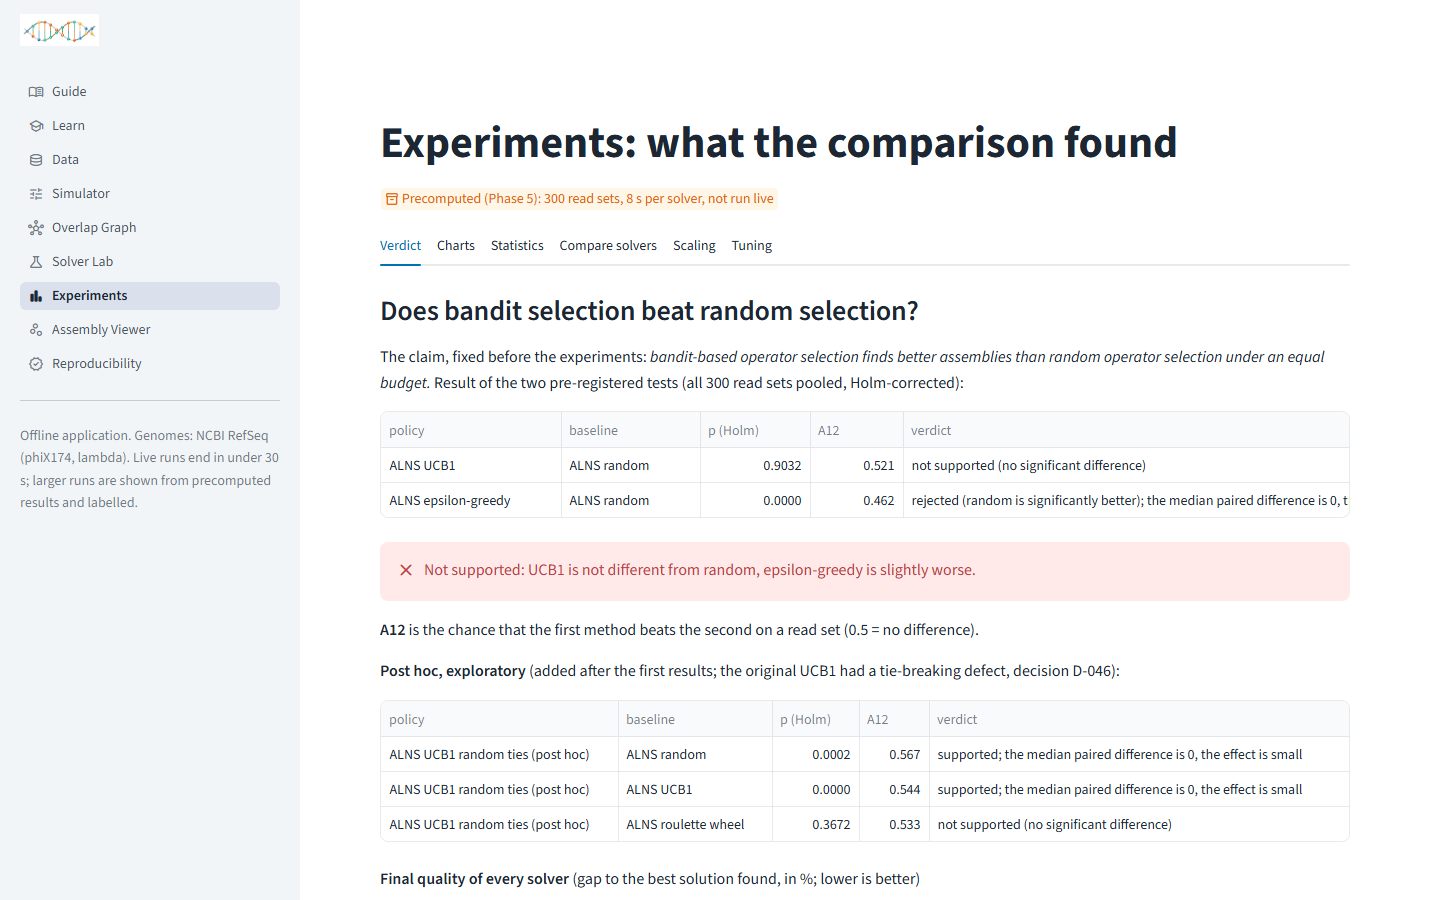 Guide
Learn
Data
Simulator
Overlap Graph
Solver Lab
Experiments
Assembly Viewer
Reproducibility
Offline application. Genomes: NCBI RefSeq
(phiX174, lambda). Live runs end in under 30
s; larger runs are shown from precomputed
results and labelled.
Experiments: what the comparison found
Precomputed (Phase 5): 300 read sets, 8 s per solver, not run live
Verdict Charts Statistics Compare solvers Scaling Tuning
Does bandit selection beat random selection?
The claim, fixed before the experiments: bandit-based operator selection finds better assemblies than random operator selection under an equal
budget. Result of the two pre-registered tests (all 300 read sets pooled, Holm-corrected):
policy baseline p (Holm) A12 verdict
ALNS UCB1 ALNS random 0.9032 0.521 not supported (no significant difference)
ALNS epsilon-greedy ALNS random 0.0000 0.462 rejected (random is significantly better); the median paired difference is 0, t
Not supported: UCB1 is not different from random, epsilon-greedy is slightly worse.
A12 is the chance that the first method beats the second on a read set (0.5 = no difference).
Post hoc, exploratory (added after the first results; the original UCB1 had a tie-breaking defect, decision D-046):
policy baseline p (Holm) A12 verdict
ALNS UCB1 random ties (post hoc) ALNS random 0.0002 0.567 supported; the median paired difference is 0, the effect is small
ALNS UCB1 random ties (post hoc) ALNS UCB1 0.0000 0.544 supported; the median paired difference is 0, the effect is small
ALNS UCB1 random ties (post hoc) ALNS roulette wheel 0.3672 0.533 not supported (no significant difference)
Final quality of every solver (gap to the best solution found, in %; lower is better)